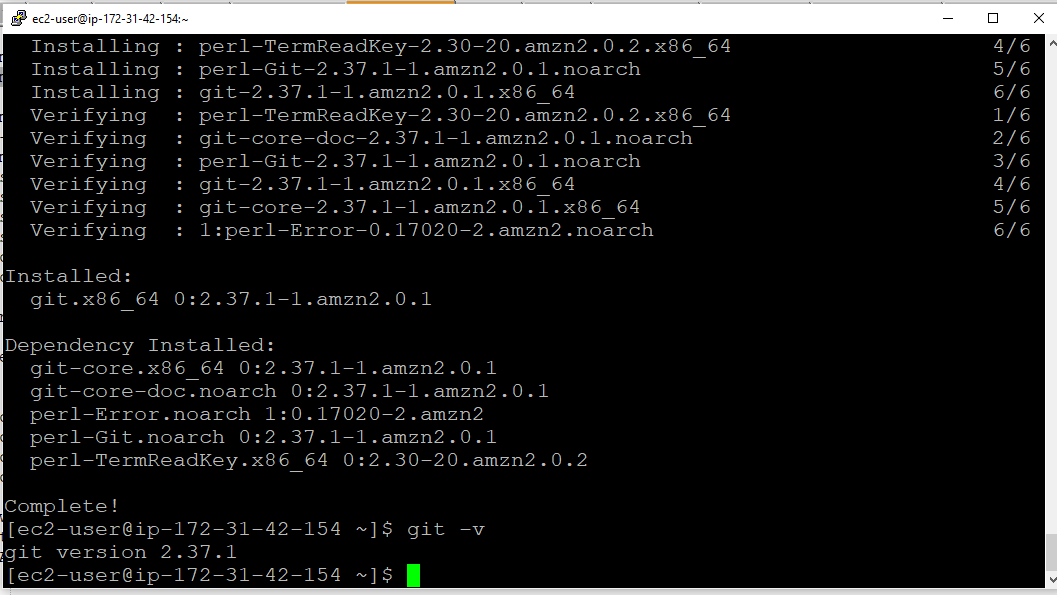 ec2-user@ip-172-31-42-154:~
Installing : perl-TermReadKey-2.30-20.amzn2.0.2.x86_64 4/6
Installing : perl-Git-2.37.1-1.amzn2.0.1.noarch 5/6
Installing : git-2.37.1-1.amzn2.0.1.x86_64 6/6
Verifying : perl-TermReadKey-2.30-20.amzn2.0.2.x86_64 1/6
Verifying : git-core-doc-2.37.1-1.amzn2.0.1.noarch 2/6
Verifying : perl-Git-2.37.1-1.amzn2.0.1.noarch 3/6
Verifying : git-2.37.1-1.amzn2.0.1.x86_64 4/6
Verifying : git-core-2.37.1-1.amzn2.0.1.x86_64 5/6
Verifying : 1:perl-Error-0.17020-2.amzn2.noarch 6/6
Installed:
git.x86_64 0:2.37.1-1.amzn2.0.1
Dependency Installed:
git-core.x86_64 0:2.37.1-1.amzn2.0.1
git-core-doc.noarch 0:2.37.1-1.amzn2.0.1
perl-Error.noarch 1:0.17020-2.amzn2
perl-Git.noarch 0:2.37.1-1.amzn2.0.1
perl-TermReadKey.x86_64 0:2.30-20.amzn2.0.2
Complete!
[ec2-user@ip-172-31-42-154 ~]$ git -v
git version 2.37.1
[ec2-user@ip-172-31-42-154 ~]$